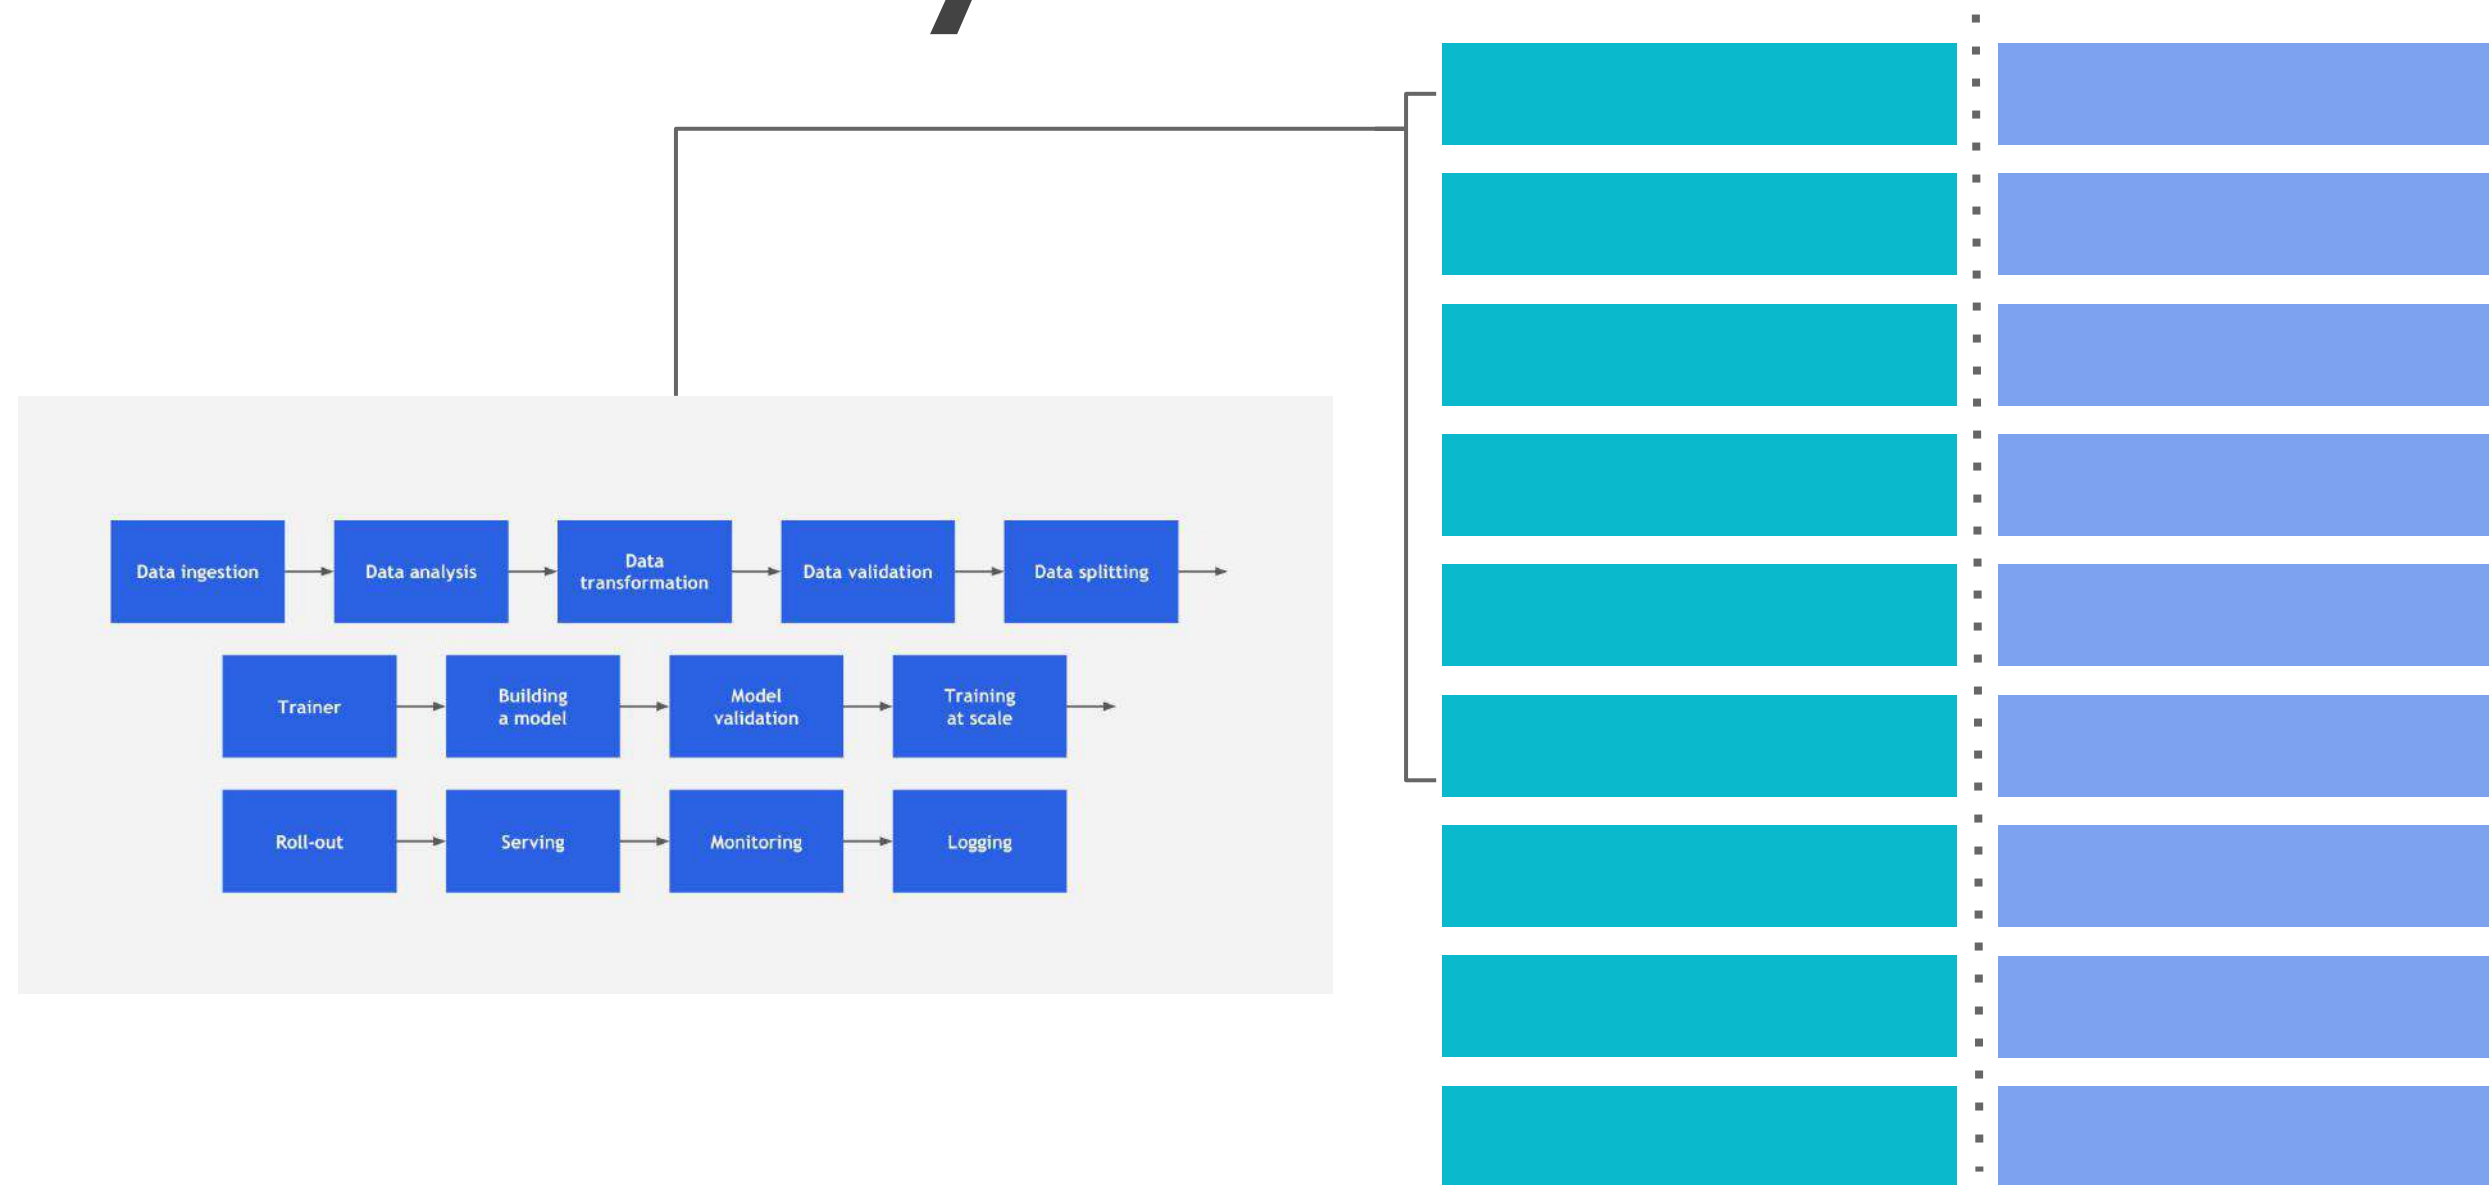 Data ingestion
Data analysis
Data
transformation
Data validation
Data splitting
Trainer
Building
a model
Model
validation
Training
at scale
Roll-out
Serving
Monitoring
Logging